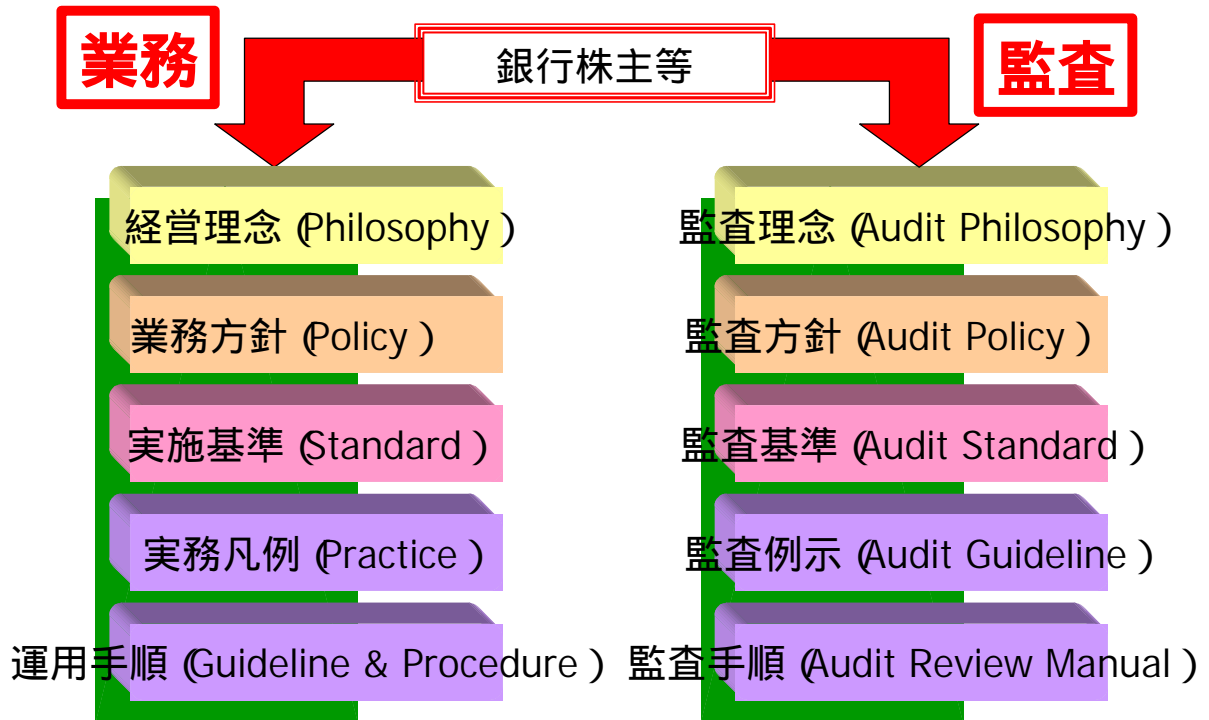 業務
銀行株主等
監査
経営理念 (Philosophy)
監査理念 (Audit Philosophy)
業務方針 (Policy)
監査方針 (Audit Policy)
実施基準 (Standard)
監査基準 (Audit Standard)
実務凡例 (Practice)
監査例示 (Audit Guideline)
運用手順 (Guideline & Procedure)
監査手順 (Audit Review Manual)